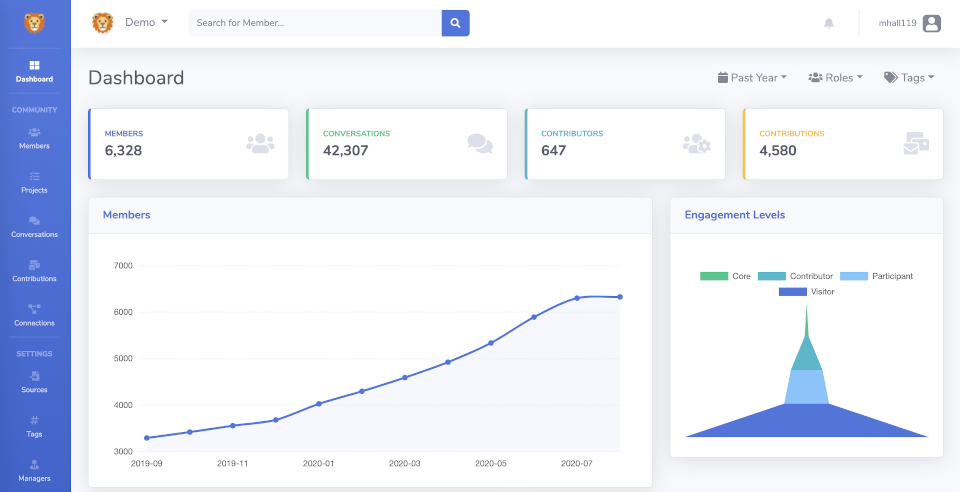 Demo
Search for Member...
mhall119
Dashboard
COMMUNITY
Members
Projects
Conversations
Contributions
Connections
SETTINGS
Sources
Tags
Managers
Dashboard
Past Year
Roles
Tags
MEMBERS
6,328
CONVERSATIONS
42,307
CONTRIBUTORS
647
CONTRIBUTIONS
4,580
Members
7000
6000
5000
4000
3000
2019-09 2019-11 2020-01 2020-03 2020-05 2020-07
Engagement Levels
Core Contributor Participant
Visitor